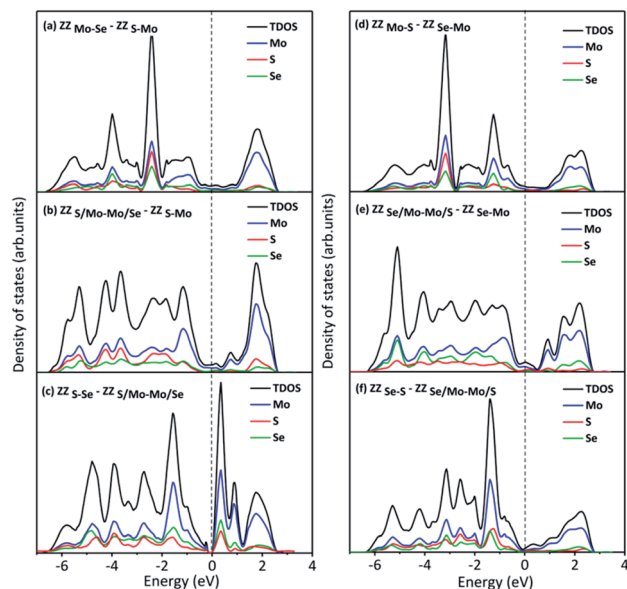 (a) ZZ Mo-Se - ZZ S-Mo
TDOS
Mo
S
Se
(b) ZZ S/Mo-Mo/Se - ZZ S-Mo
TDOS
Mo
S
Se
(c) ZZ S-Se - ZZ S/Mo-Mo/Se
TDOS
Mo
S
Se
Density of states (arb.units)
-6 -4 -2 0 2 4
Energy (eV)
(d) ZZ Mo-S - ZZ Se-Mo
TDOS
Mo
S
Se
(e) ZZ Se/Mo-Mo/S - ZZ Se-Mo
TDOS
Mo
S
Se
(f) ZZ Se-S - ZZ Se/Mo-Mo/S
TDOS
Mo
S
Se
Density of states (arb.units)
-6 -4 -2 0 2 4
Energy (eV)